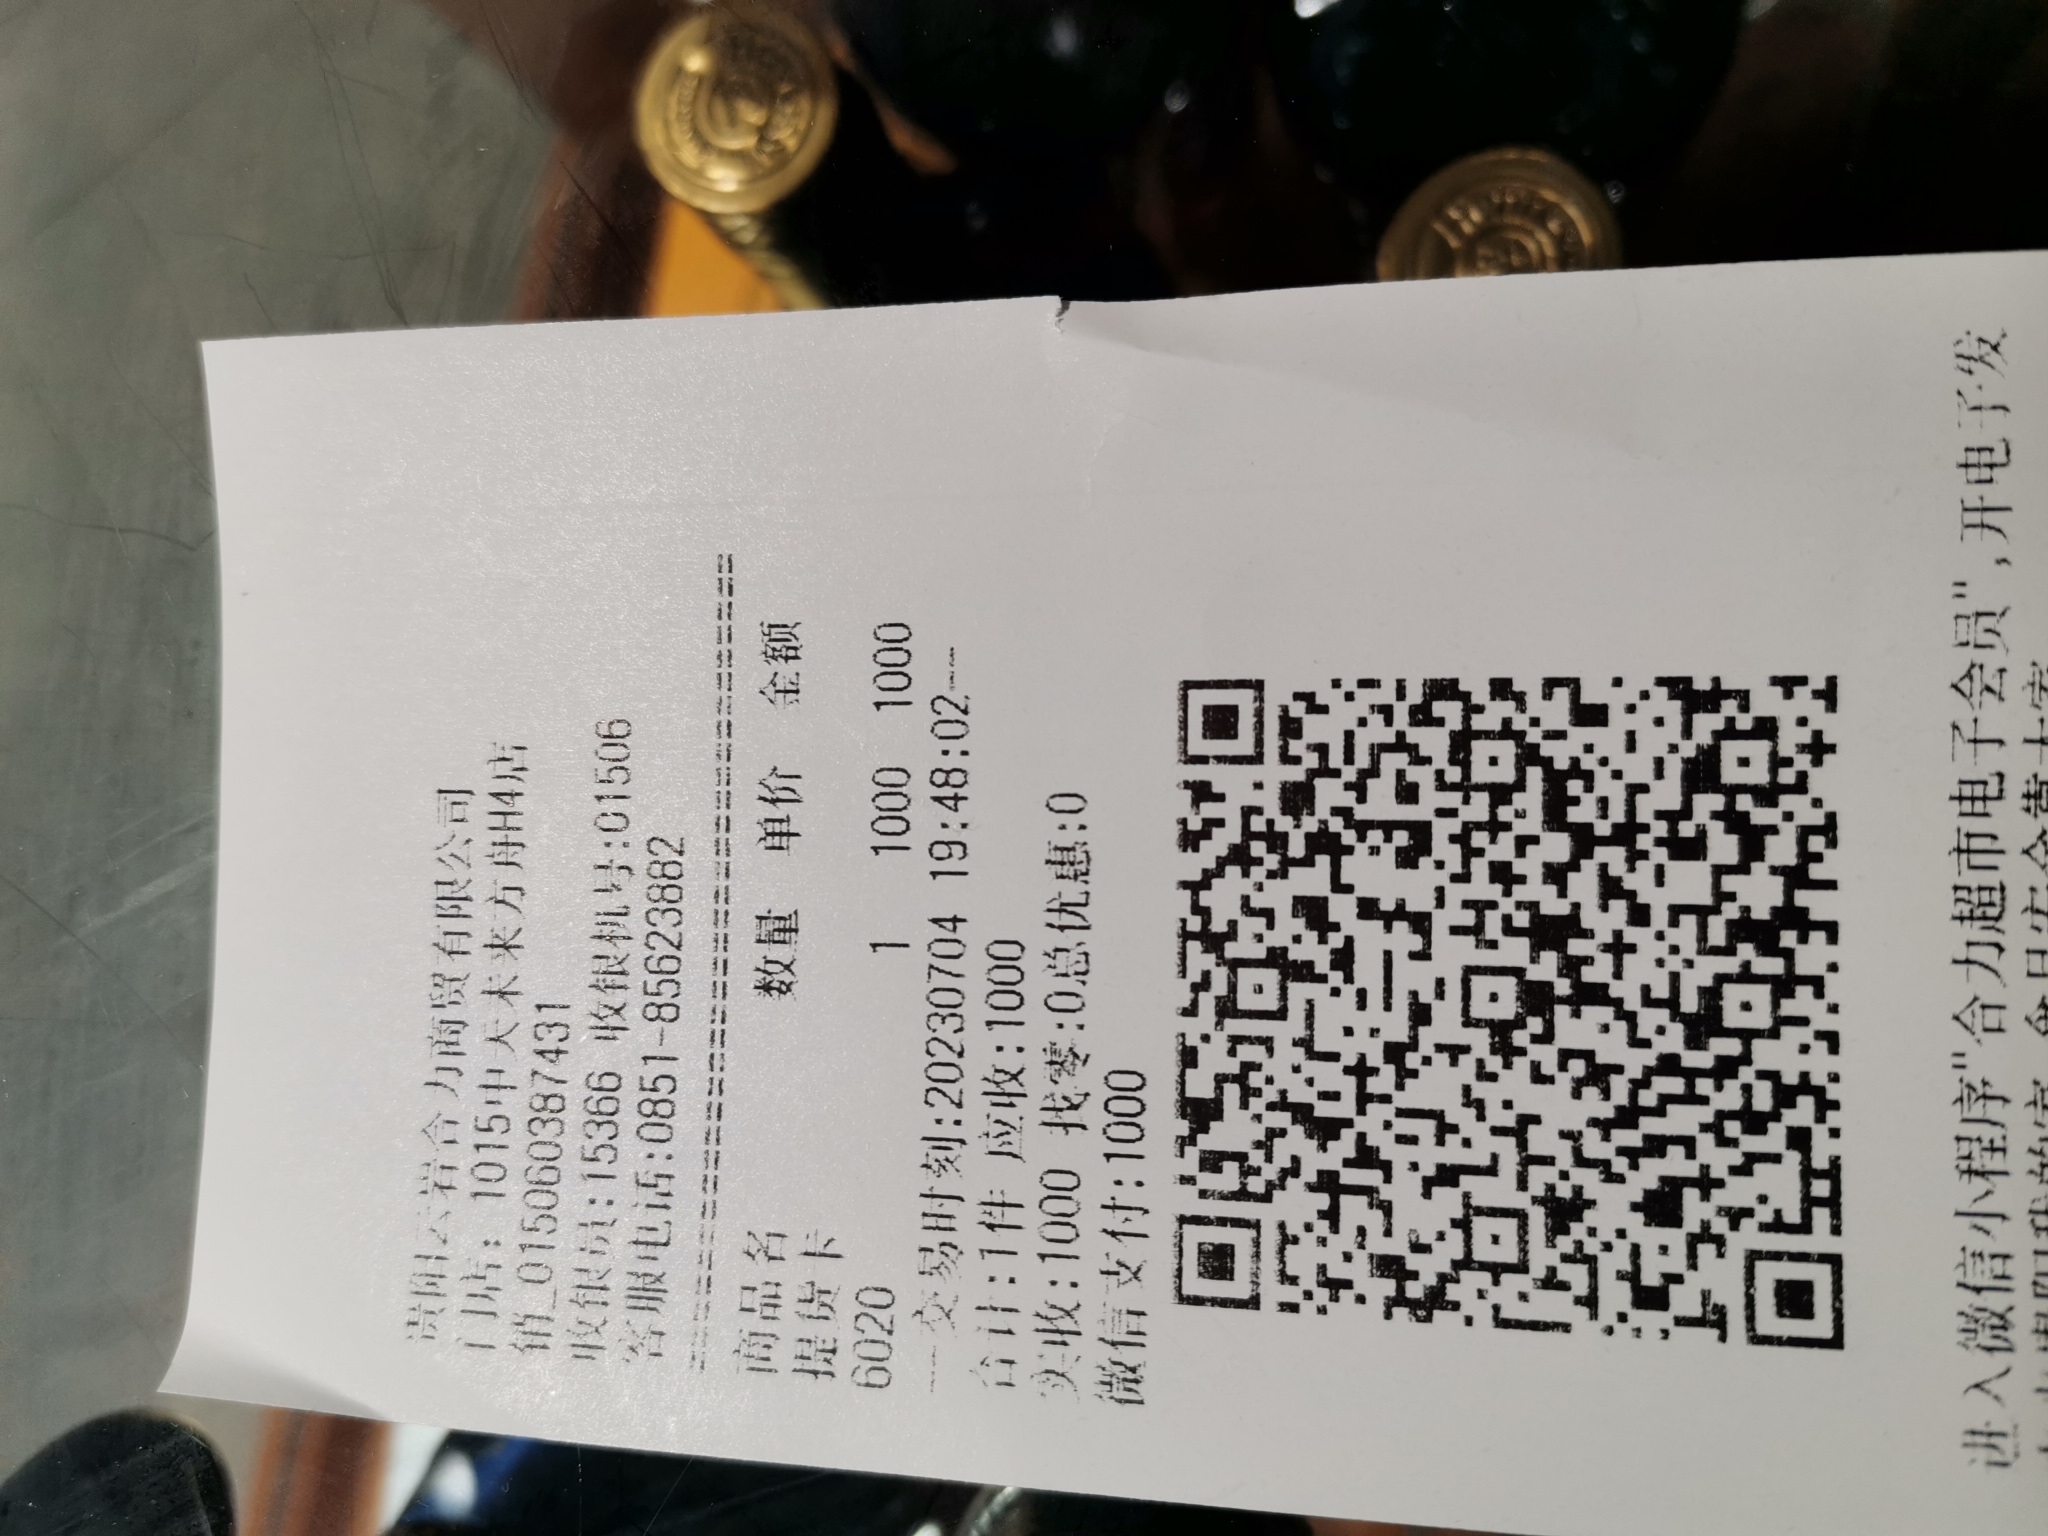 贵阳云岩合力商贸有限公司
门店: 1015中天未来方舟H4店
销_015060387431
收银员:15366 收银机号:01506
客服电话:0851-85623882
商品名 数量 单价 金额
提货卡
6020 1 1000 1000
---交易时刻:20230704 19:48:02---
合计:1件 应收:1000
实收:1000 找零:0总优惠:0
微信支付:1000
进入微信小程序"合力超市电子会员",开电子发